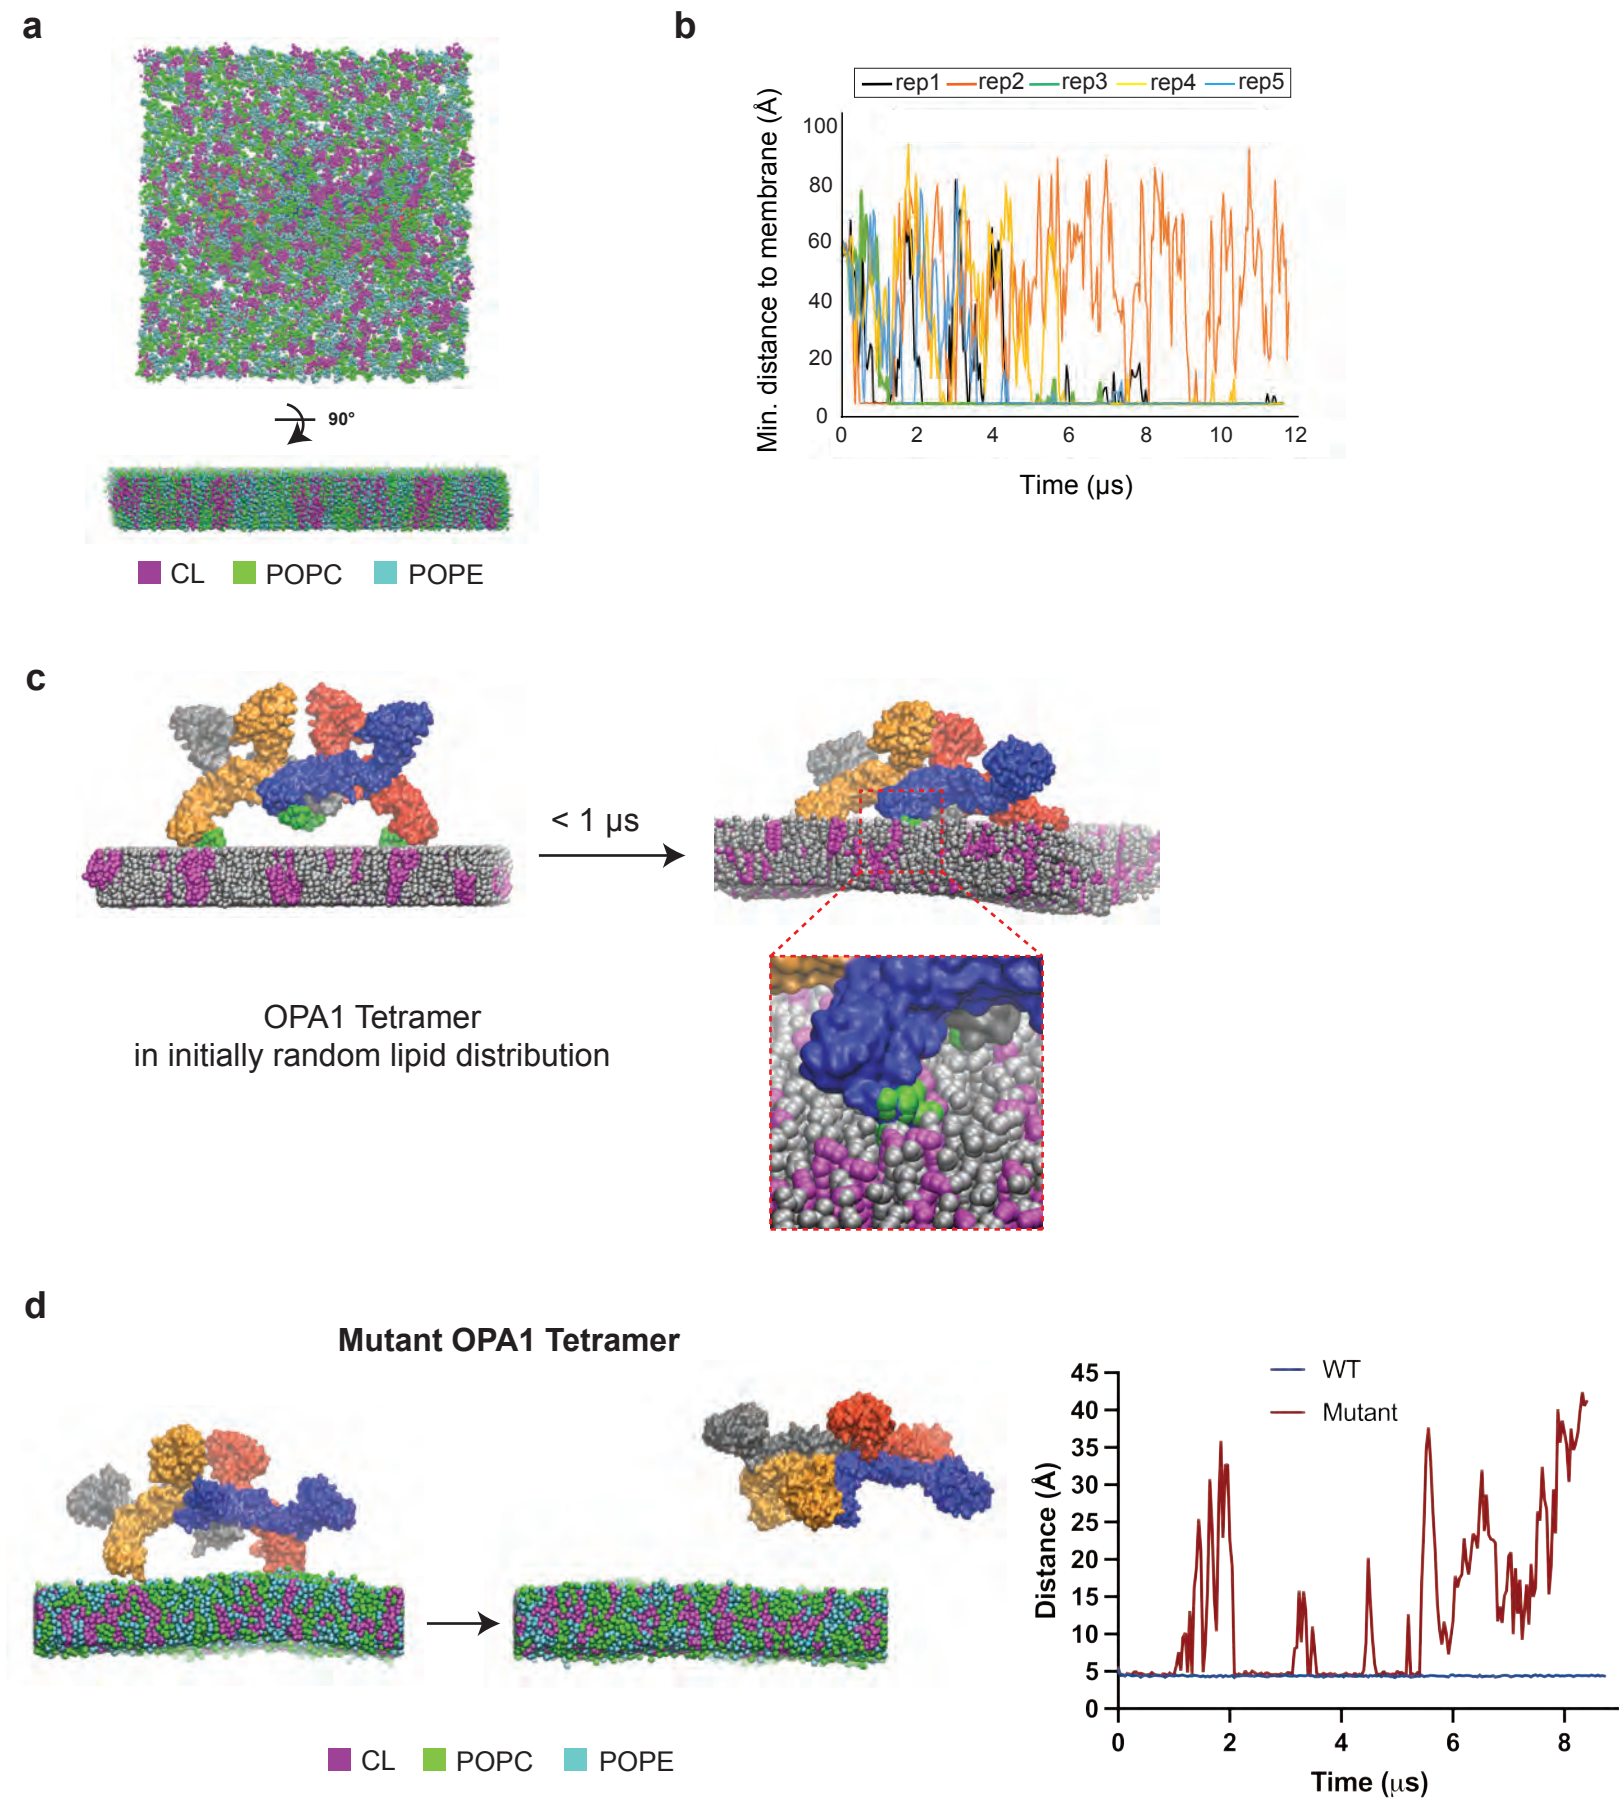 a
90°
CL POPC POPE
b
rep1 rep2 rep3 rep4 rep5
Min. distance to membrane (Å)
100
80
60
40
20
0
0 2 4 6 8 10 12
Time (µs)
c
< 1 µs
OPA1 Tetramer
in initially random lipid distribution
d
Mutant OPA1 Tetramer
CL POPC POPE
WT
Mutant
Distance (Å)
45
40
35
30
25
20
15
10
5
0
0 2 4 6 8
Time (µs)